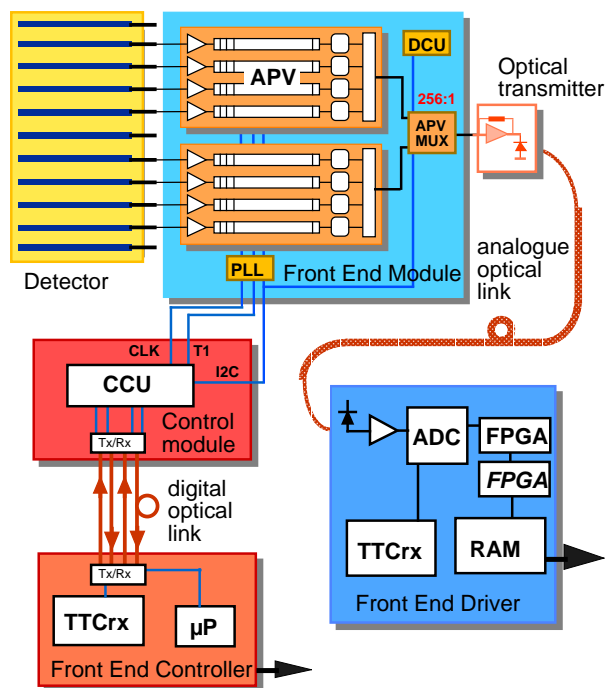 DCU
Optical
transmitter
APV
256:1
APV
MUX
Detector
PLL
Front End Module
analogue
optical
link
CLK
T1
I2C
CCU
Control
module
Tx/Rx
digital
optical
link
Tx/Rx
TTCrx
µP
Front End Controller
ADC
FPGA
FPGA
TTCrx
RAM
Front End Driver